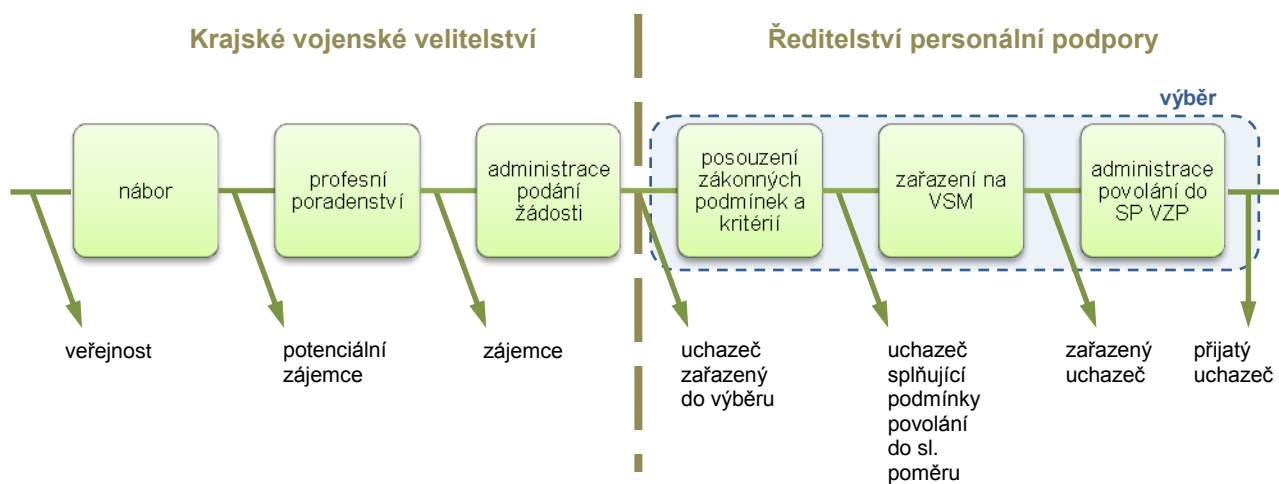 Krajské vojenské velitelství
Ředitelství personální podpory
výběr
nábor
profesní
poradenství
administrace
podání
žádosti
posouzení
zákonných
podmínek a
kritérií
zařazení na
VSM
administrace
povolání do
SP VZP
veřejnost
potenciální
zájemce
zájemce
uchazeč
zařazený
do výběru
uchazeč
splňující
podmínky
povolání
do sl.
poměru
zařazený
uchazeč
přijatý
uchazeč